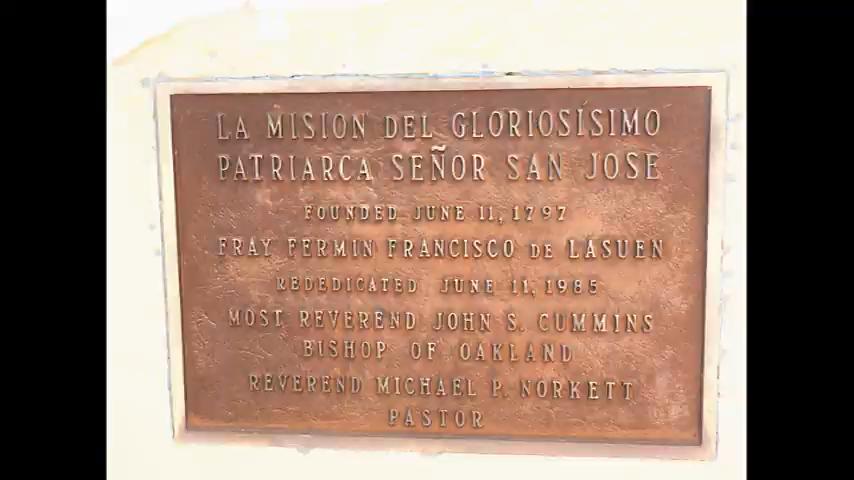 LA MISION DEL GLORIOSÍSIMO
PATRIARCA SEÑOR SAN JOSE
FOUNDED JUNE 11, 1797
FRAY FERMIN FRANCISCO DE LASUEN
REDEDICATED JUNE 11, 1985
MOST REVEREND JOHN S. CUMMINS
BISHOP OF OAKLAND
REVEREND MICHAEL P. NORKETT
PASTOR